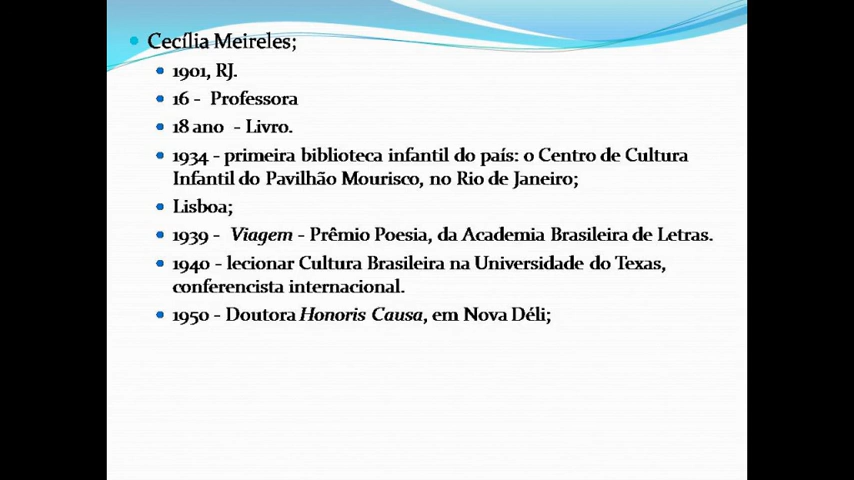 Cecília Meireles;
1901, RJ.
16 - Professora
18 ano - Livro.
1934 - primeira biblioteca infantil do país: o Centro de Cultura
Infantil do Pavilhão Mourisco, no Rio de Janeiro;
Lisboa;
1939 - Viagem - Prêmio Poesia, da Academia Brasileira de Letras.
1940 - lecionar Cultura Brasileira na Universidade do Texas,
conferencista internacional.
1950 - Doutora Honoris Causa, em Nova Déli;